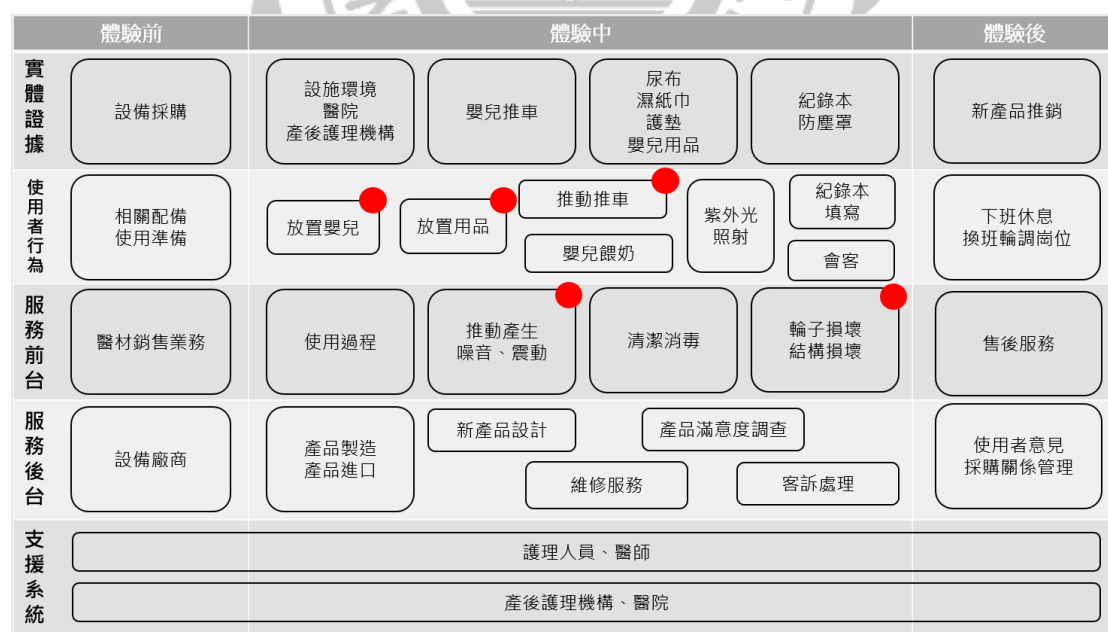 體驗前
體驗中
體驗後
實體證據
設備採購
設施環境
醫院
產後護理機構
嬰兒推車
尿布
濕紙巾
護墊
嬰兒用品
紀錄本
防塵罩
新產品推銷
使用者行為
相關配備
使用準備
放置嬰兒
放置用品
推動推車
嬰兒餵奶
紫外光
照射
紀錄本
填寫
會客
下班休息
換班輪調崗位
服務前台
醫材銷售業務
使用過程
推動產生
噪音、震動
清潔消毒
輪子損壞
結構損壞
售後服務
服務後台
設備廠商
產品製造
產品進口
新產品設計
維修服務
產品滿意度調查
客訴處理
使用者意見
採購關係管理
支援系統
護理人員、醫師
產後護理機構、醫院